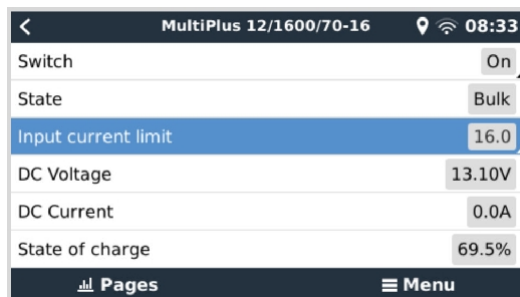 MultiPlus 12/1600/70-16 08:33
Switch On
State Bulk
Input current limit 16.0
DC Voltage 13.10V
DC Current 0.0A
State of charge 69.5%
Pages Menu